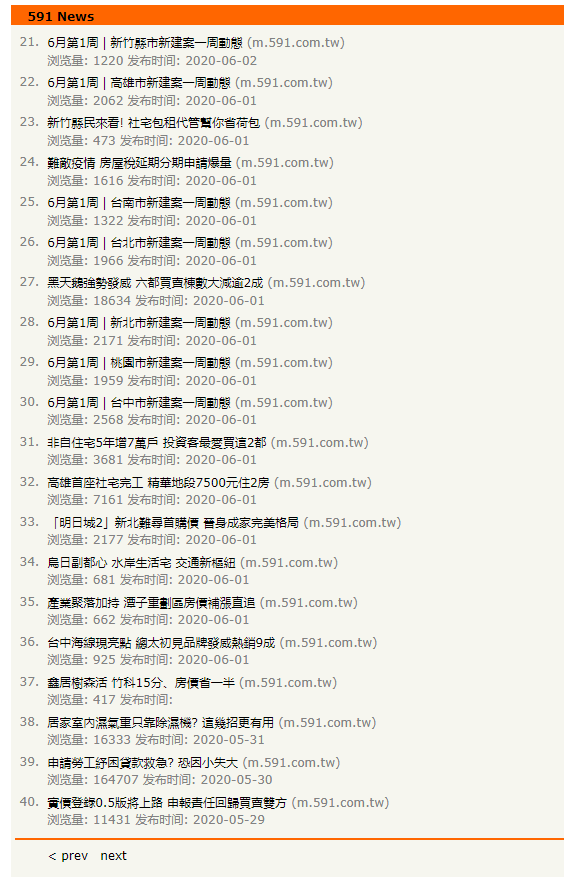 591 News
21. 6月第1周 | 新竹縣市新建案一周動態 (m.591.com.tw)
浏览量: 1220 发布时间: 2020-06-02
22. 6月第1周 | 高雄市新建案一周動態 (m.591.com.tw)
浏览量: 2062 发布时间: 2020-06-01
23. 新竹縣民來看! 社宅包租代管幫你省荷包 (m.591.com.tw)
浏览量: 473 发布时间: 2020-06-01
24. 難敵疫情 房屋稅延期分期申請爆量 (m.591.com.tw)
浏览量: 1616 发布时间: 2020-06-01
25. 6月第1周 | 台南市新建案一周動態 (m.591.com.tw)
浏览量: 1322 发布时间: 2020-06-01
26. 6月第1周 | 台北市新建案一周動態 (m.591.com.tw)
浏览量: 1966 发布时间: 2020-06-01
27. 黑天鵝強勢發威 六都買賣棟數大減逾2成 (m.591.com.tw)
浏览量: 18634 发布时间: 2020-06-01
28. 6月第1周 | 新北市新建案一周動態 (m.591.com.tw)
浏览量: 2171 发布时间: 2020-06-01
29. 6月第1周 | 桃園市新建案一周動態 (m.591.com.tw)
浏览量: 1959 发布时间: 2020-06-01
30. 6月第1周 | 台中市新建案一周動態 (m.591.com.tw)
浏览量: 2568 发布时间: 2020-06-01
31. 非自住宅5年增7萬戶 投資客最愛買這2都 (m.591.com.tw)
浏览量: 3681 发布时间: 2020-06-01
32. 高雄首座社宅完工 精華地段7500元住2房 (m.591.com.tw)
浏览量: 7161 发布时间: 2020-06-01
33. 「明日城2」新北難尋首購價 晉身成家完美格局 (m.591.com.tw)
浏览量: 2177 发布时间: 2020-06-01
34. 烏日副都心 水岸生活宅 交通新樞紐 (m.591.com.tw)
浏览量: 681 发布时间: 2020-06-01
35. 產業聚落加持 潭子重劃區房價補漲直追 (m.591.com.tw)
浏览量: 662 发布时间: 2020-06-01
36. 台中海線現亮點 總太初見品牌發威熱銷9成 (m.591.com.tw)
浏览量: 925 发布时间: 2020-06-01
37. 鑫居樹森活 竹科15分、房價省一半 (m.591.com.tw)
浏览量: 417 发布时间:
38. 居家室內濕氣重只靠除濕機? 這幾招更有用 (m.591.com.tw)
浏览量: 16333 发布时间: 2020-05-31
39. 申請勞工紓困貸款救急? 恐因小失大 (m.591.com.tw)
浏览量: 164707 发布时间: 2020-05-30
40. 實價登錄0.5版將上路 申報責任回歸買賣雙方 (m.591.com.tw)
浏览量: 11431 发布时间: 2020-05-29
< prev next